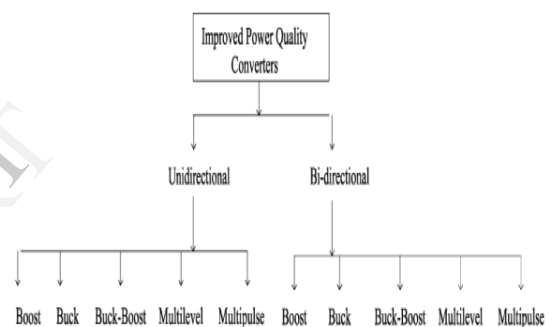 Improved Power Quality
Converters
Unidirectional Bi-directional
Boost Buck Buck-Boost Multilevel Multipulse Boost Buck Buck-Boost Multilevel Multipulse